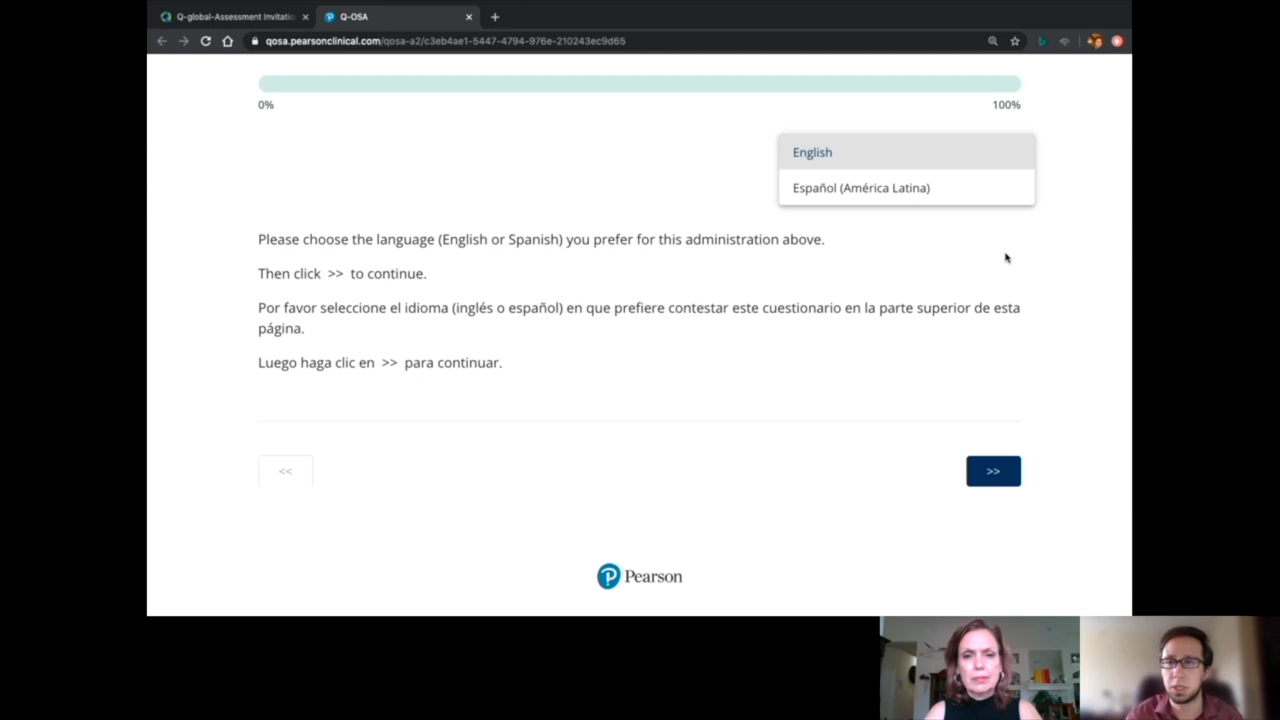 Q-global-Assessment Invitatio
Q-OSA
qosa.pearsonclinical.com/qosa-a2/c3eb4ae1-5447-4794-976e-210243ec9d65
0%
100%
English
Español (América Latina)
Please choose the language (English or Spanish) you prefer for this administration above.
Then click >> to continue.
Por favor seleccione el idioma (inglés o español) en que prefiere contestar este cuestionario en la parte superior de esta
página.
Luego haga clic en >> para continuar.
<<
>>
Pearson